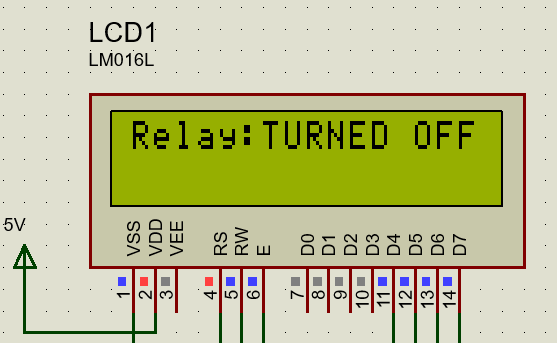 LCD1
LM016L
Relay:TURNED OFF
5V
VSS VDD VEE RS RW E D0 D1 D2 D3 D4 D5 D6 D7
1 2 3 4 5 6 7 8 9 10 11 12 13 14